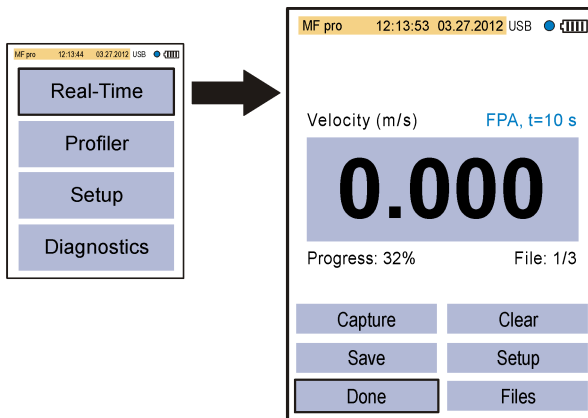 MF pro 12:13:44 03.27.2012 USB
Real-Time
Profiler
Setup
Diagnostics
MF pro 12:13:53 03.27.2012 USB
Velocity (m/s) FPA, t=10 s
0.000
Progress: 32% File: 1/3
Capture Clear
Save Setup
Done Files